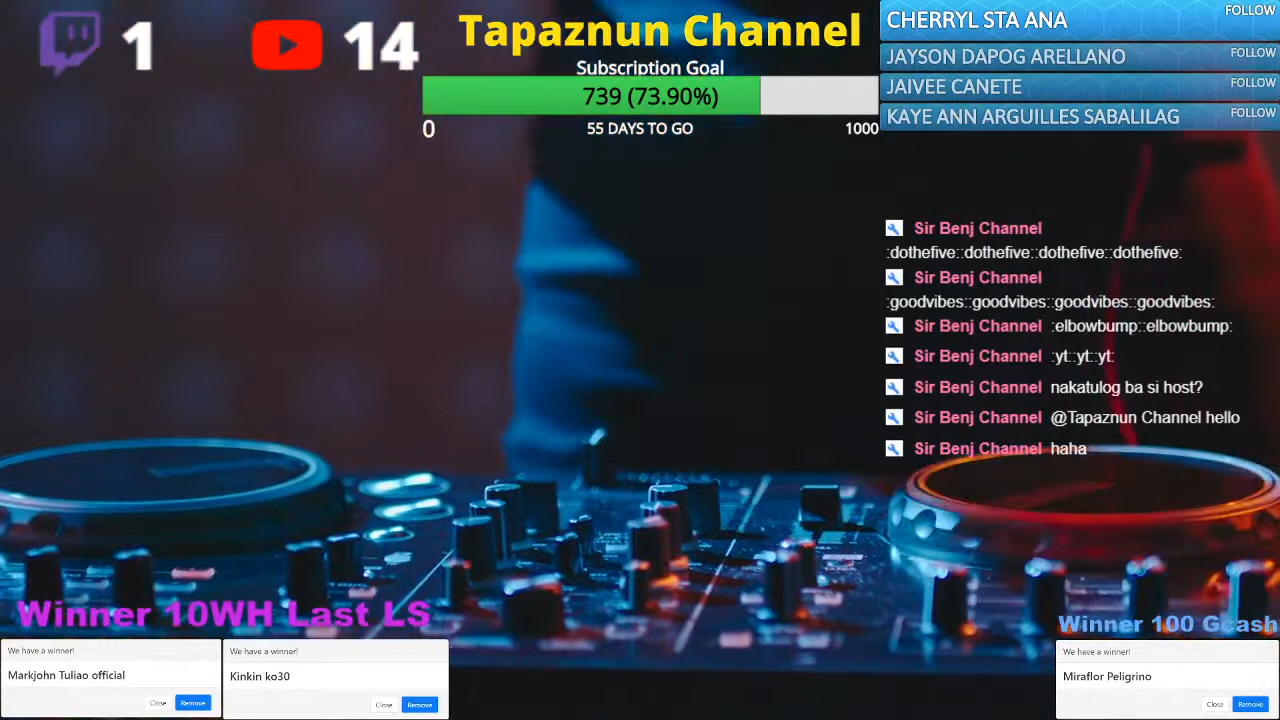 1
14
Tapaznun Channel
Subscription Goal
739 (73.90%)
0
55 DAYS TO GO
1000
CHERRYL STA ANA FOLLOW
JAYSON DAPOG ARELLANO FOLLOW
JAIVEE CANETE FOLLOW
KAYE ANN ARGUILLES SABALILAG FOLLOW
Sir Benj Channel
:dothefive::dothefive::dothefive::dothefive:
Sir Benj Channel
:goodvibes::goodvibes::goodvibes::goodvibes:
Sir Benj Channel :elbowbump::elbowbump:
Sir Benj Channel :yt::yt::yt:
Sir Benj Channel nakatulog ba si host?
Sir Benj Channel @Tapaznun Channel hello
Sir Benj Channel haha
Winner 10WH Last LS
We have a winner!
Markjohn Tuliao official
Close Remove
We have a winner!
Kinkin ko30
Close Remove
Winner 100 Gcash
We have a winner!
Miraflor Peligrino
Close Remove